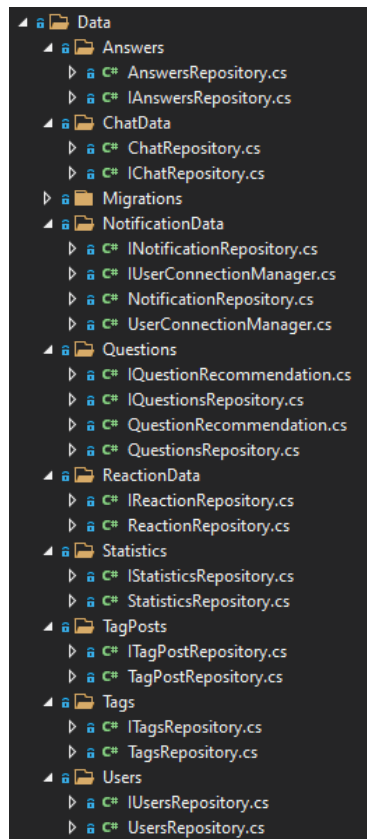 Data
Answers
C# AnswersRepository.cs
C# IAnswersRepository.cs
ChatData
C# ChatRepository.cs
C# IChatRepository.cs
Migrations
NotificationData
C# INotificationRepository.cs
C# IUserConnectionManager.cs
C# NotificationRepository.cs
C# UserConnectionManager.cs
Questions
C# IQuestionRecommendation.cs
C# IQuestionsRepository.cs
C# QuestionRecommendation.cs
C# QuestionsRepository.cs
ReactionData
C# IReactionRepository.cs
C# ReactionRepository.cs
Statistics
C# IStatisticsRepository.cs
C# StatisticsRepository.cs
TagPosts
C# ITagPostRepository.cs
C# TagPostRepository.cs
Tags
C# ITagsRepository.cs
C# TagsRepository.cs
Users
C# IUsersRepository.cs
C# UsersRepository.cs